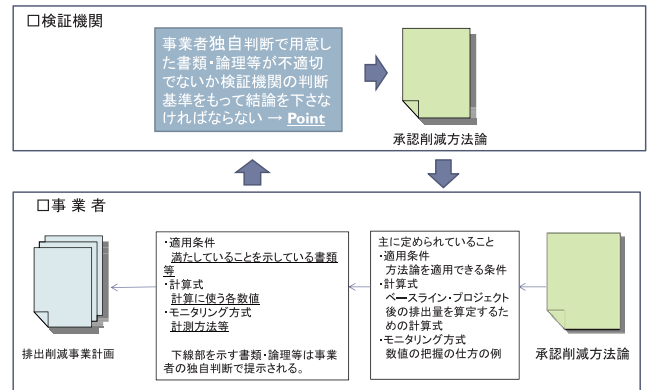 □検証機関
事業者独自判断で用意し
た書類・論理等が不適切
でないか検証機関の判断
基準をもって結論を下さな
ければならない → Point
承認削減方法論
□事 業 者
・適用条件
満たしていることを示している書類
等
・計算式
計算に使う各数値
・モニタリング方式
計測方法等
下線部を示す書類・論理等は事業
者の独自判断で提示される。
主に定められていること
・適用条件
方法論を適用できる条件
・計算式
ベースライン・プロジェクト
後の排出量を算定するた
めの計算式
・モニタリング方式
数値の把握の仕方の例
排出削減事業計画
承認削減方法論